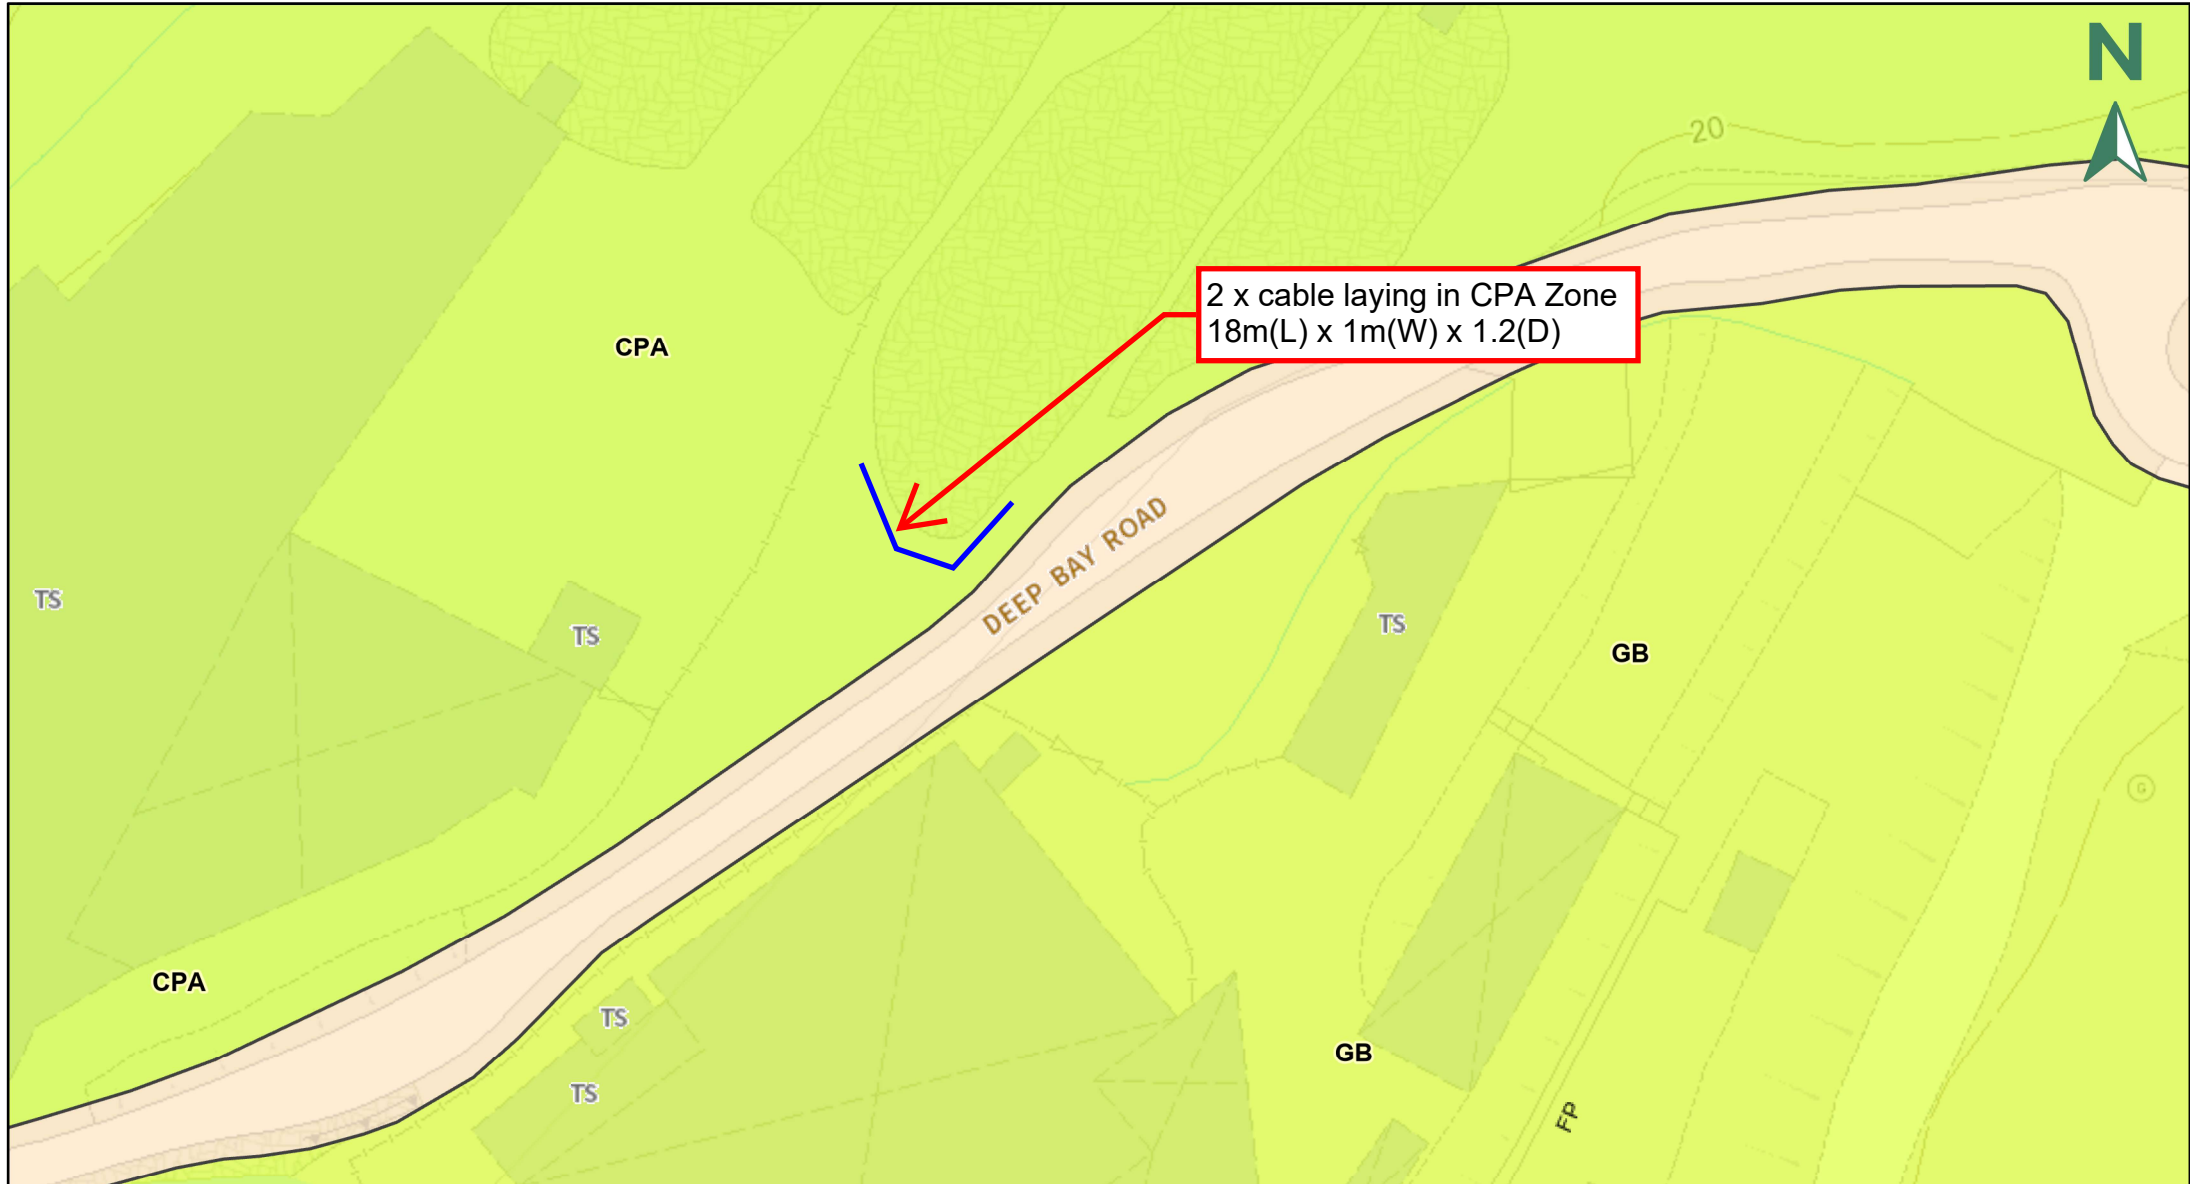 N
20
2 x cable laying in CPA Zone
18m(L) x 1m(W) x 1.2(D)
CPA
DEEP BAY ROAD
TS
TS
TS
GB
G
CPA
TS
GB
TS
FP